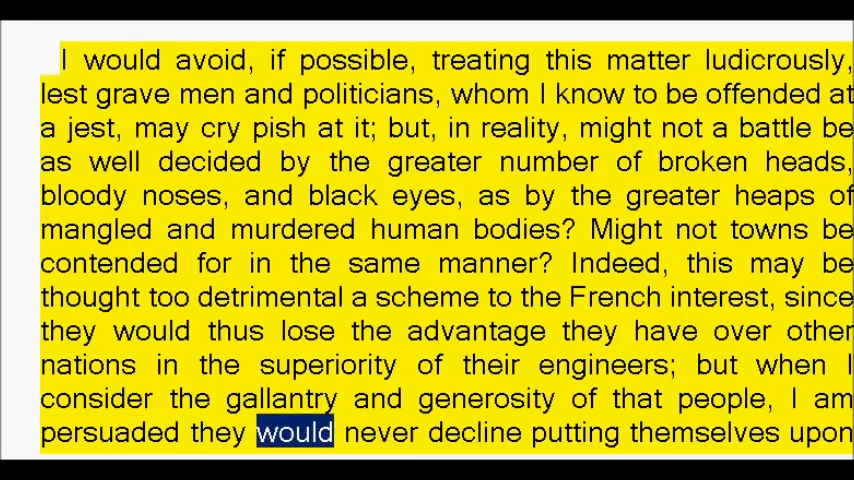 I would avoid, if possible, treating this matter ludicrously,
lest grave men and politicians, whom I know to be offended at
a jest, may cry pish at it; but, in reality, might not a battle be
as well decided by the greater number of broken heads,
bloody noses, and black eyes, as by the greater heaps of
mangled and murdered human bodies? Might not towns be
contended for in the same manner? Indeed, this may be
thought too detrimental a scheme to the French interest, since
they would thus lose the advantage they have over other
nations in the superiority of their engineers; but when I
consider the gallantry and generosity of that people, I am
persuaded they would never decline putting themselves upon